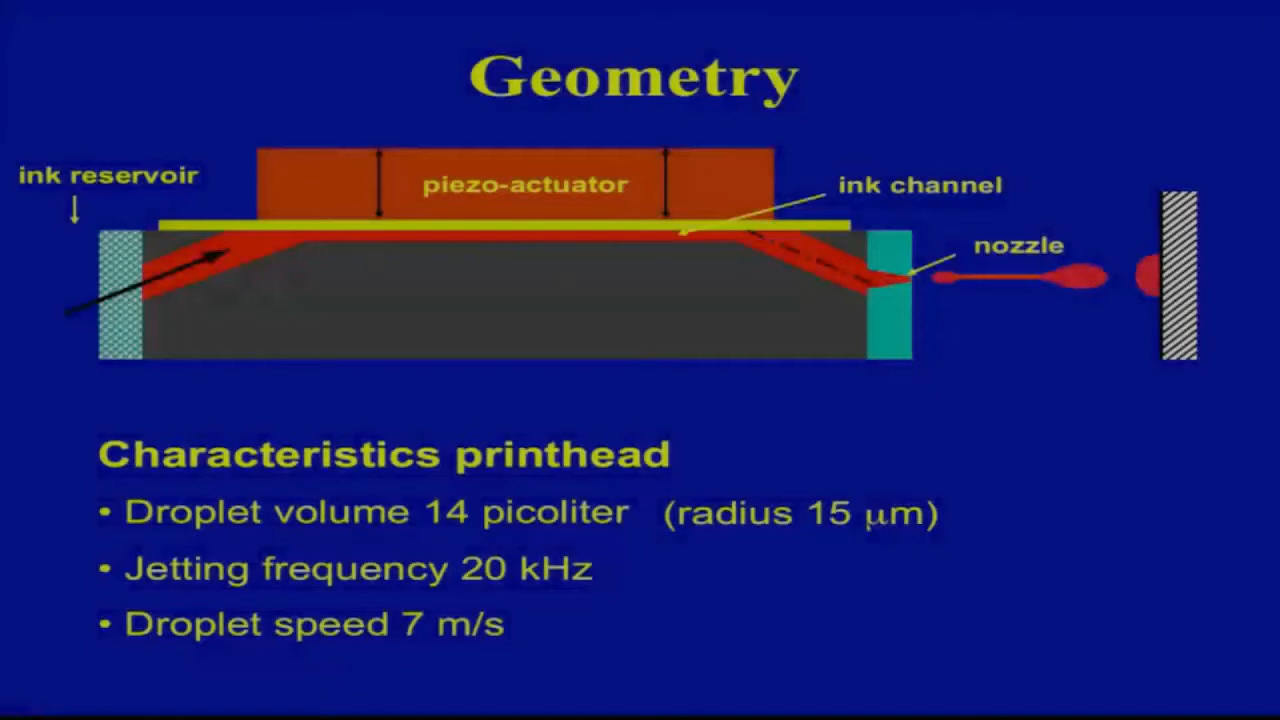 Geometry
ink reservoir
piezo-actuator
ink channel
nozzle
Characteristics printhead
• Droplet volume 14 picoliter (radius 15 μm)
• Jetting frequency 20 kHz
• Droplet speed 7 m/s